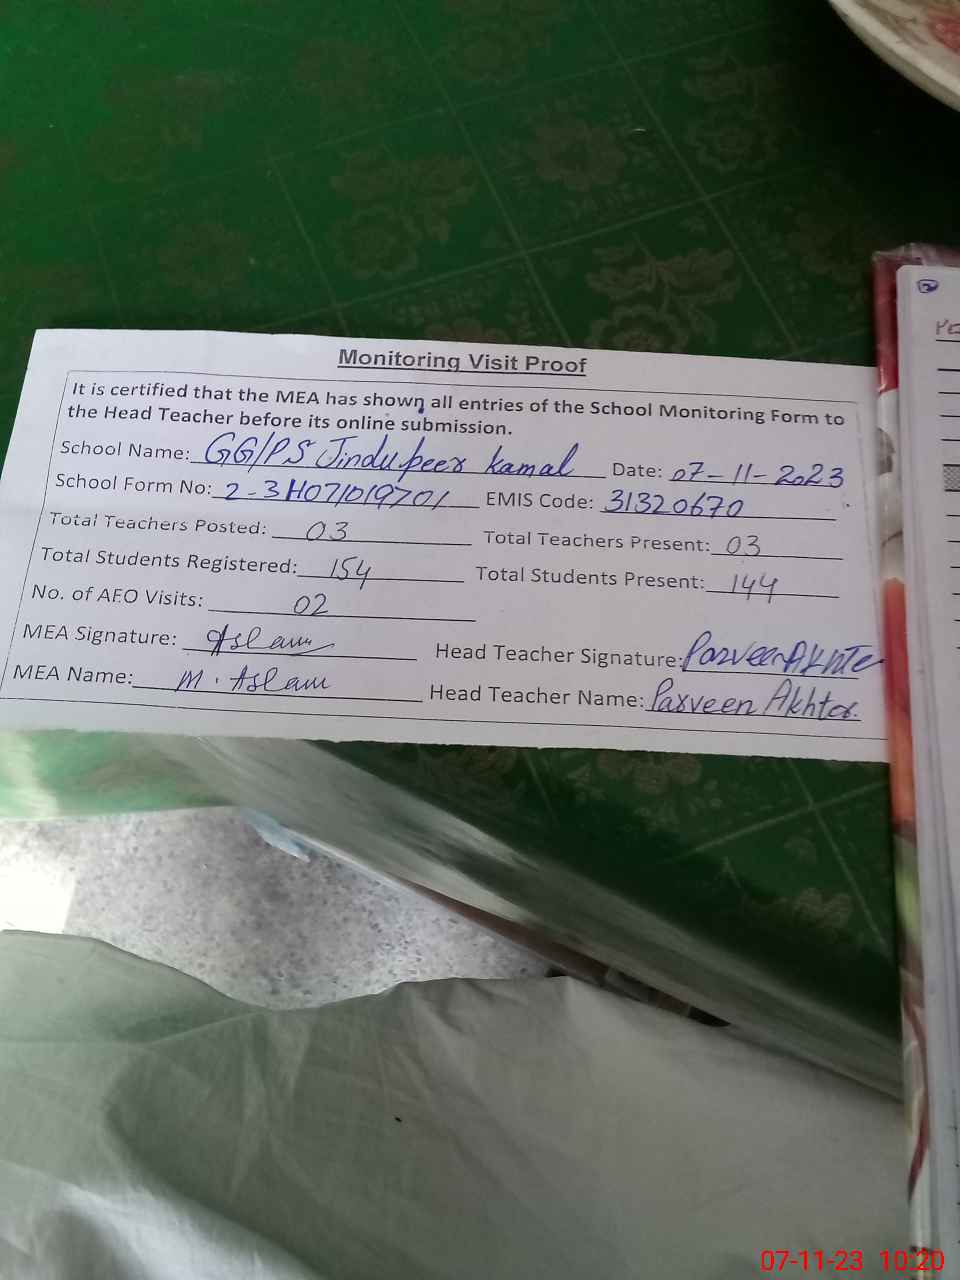 Monitoring Visit Proof
It is certified that the MEA has shown all entries of the School Monitoring Form to
the Head Teacher before its online submission.
School Name: GG/PS Jindu peer kamal Date: 07-11-2023
School Form No: 2-3H071019701 EMIS Code: 31320670
Total Teachers Posted: 03 Total Teachers Present: 03
Total Students Registered: 154 Total Students Present: 144
No. of AEO Visits: 02
MEA Signature: Aslam Head Teacher Signature: Parveen Akhte
MEA Name: M. Aslam Head Teacher Name: Parveen Akhtar.
07-11-23 10:20